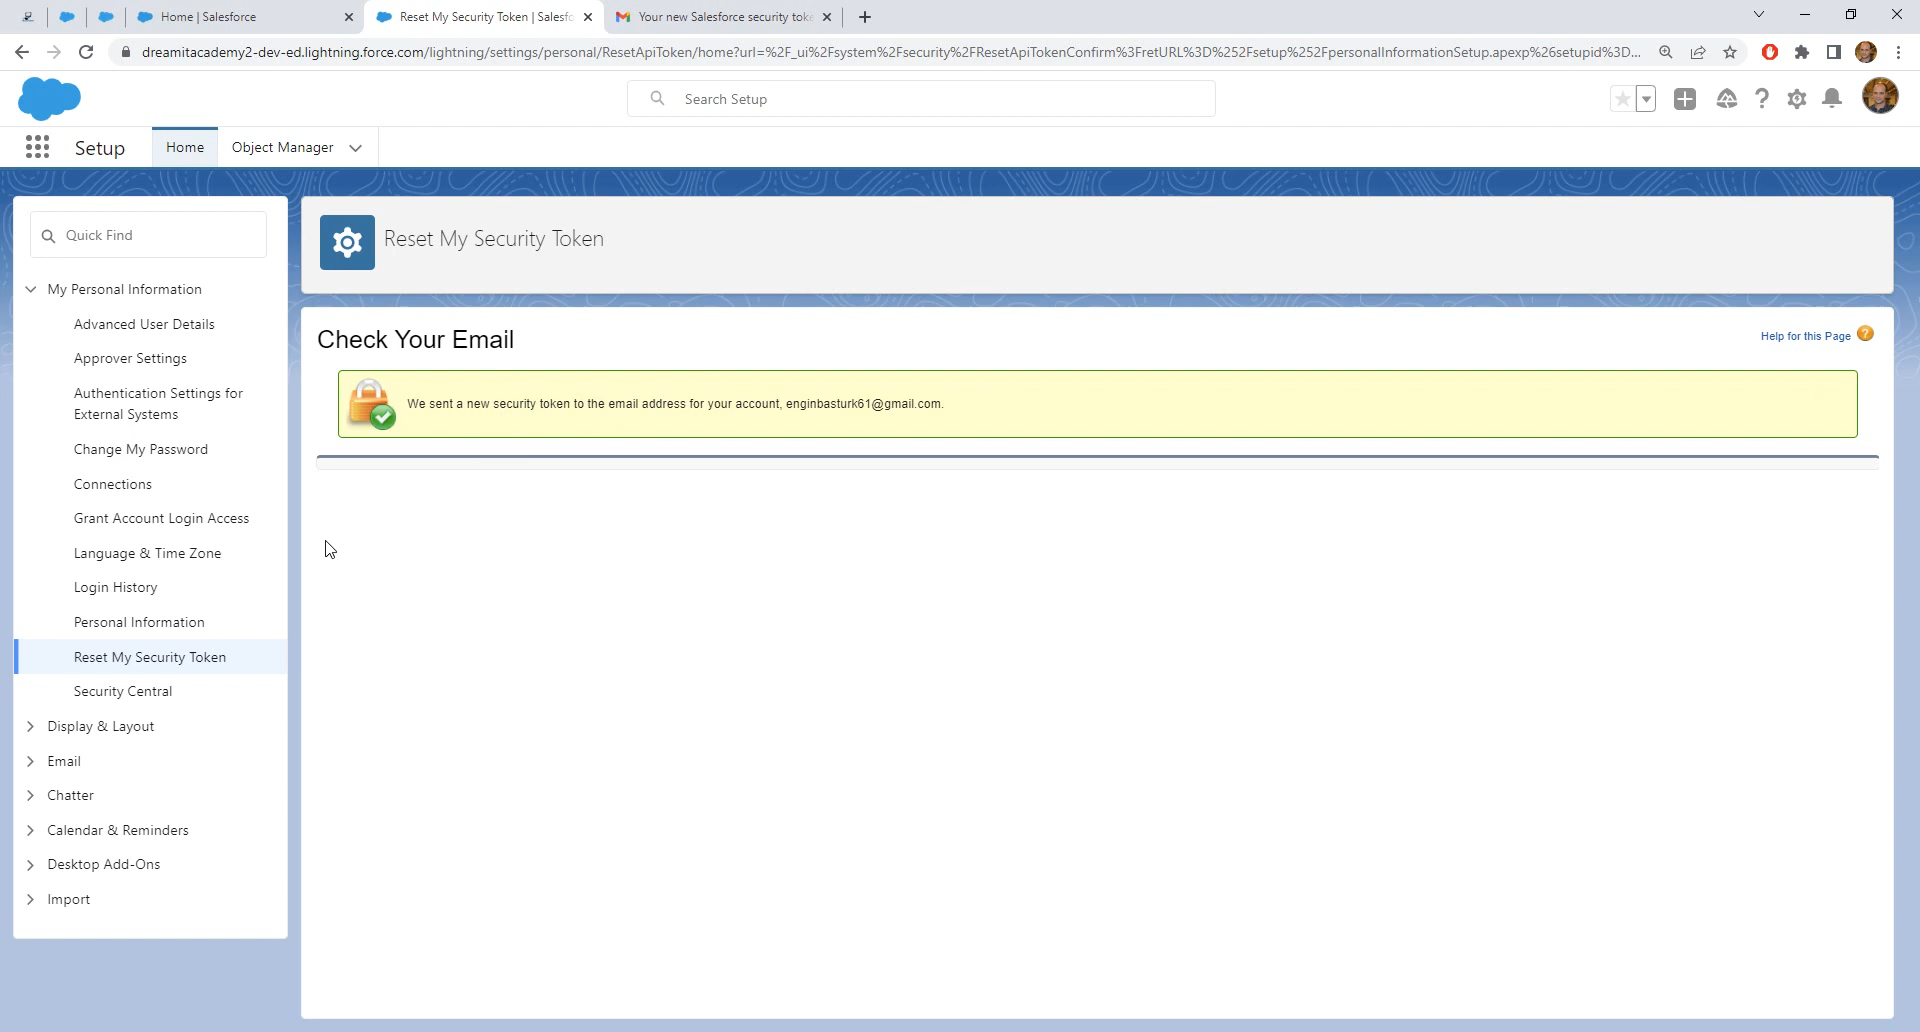 Home | Salesforce
Reset My Security Token | Salesfo
Your new Salesforce security toke
dreamitacademy2-dev-ed.lightning.force.com/lightning/settings/personal/ResetApiToken/home?url=%2F_ui%2Fsystem%2Fsecurity%2FResetApiTokenConfirm%3FretURL%3D%252Fsetup%252FpersonalInformationSetup.apexp%26setupid%3D...
Search Setup
Setup
Home
Object Manager
Quick Find
My Personal Information
Advanced User Details
Approver Settings
Authentication Settings for
External Systems
Change My Password
Connections
Grant Account Login Access
Language & Time Zone
Login History
Personal Information
Reset My Security Token
Security Central
Display & Layout
Email
Chatter
Calendar & Reminders
Desktop Add-Ons
Import
Reset My Security Token
Check Your Email
Help for this Page
We sent a new security token to the email address for your account, enginbasturk61@gmail.com.